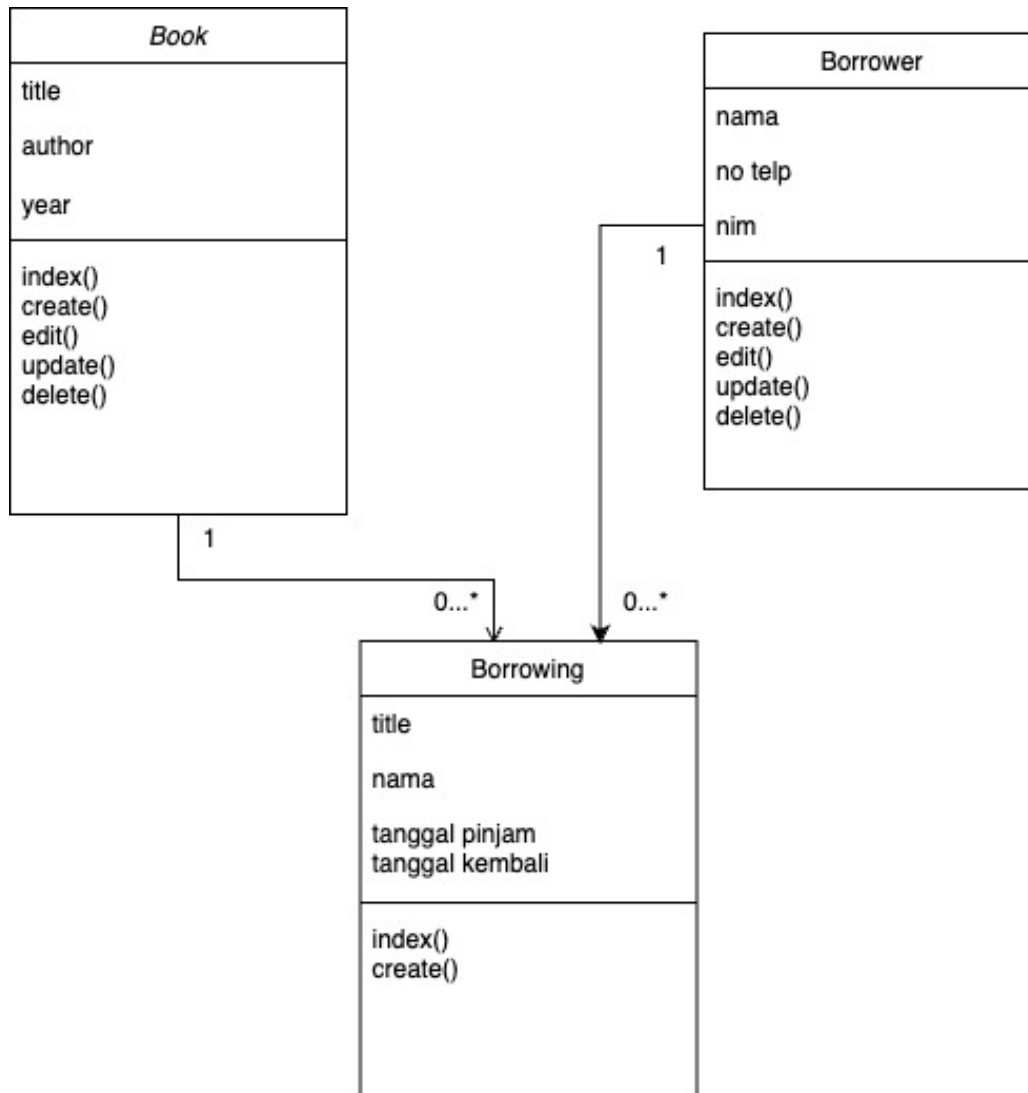 Book
title
author
year
index()
create()
edit()
update()
delete()
1
0...*
Borrower
nama
no telp
nim
index()
create()
edit()
update()
delete()
1
0...*
Borrowing
title
nama
tanggal pinjam
tanggal kembali
index()
create()